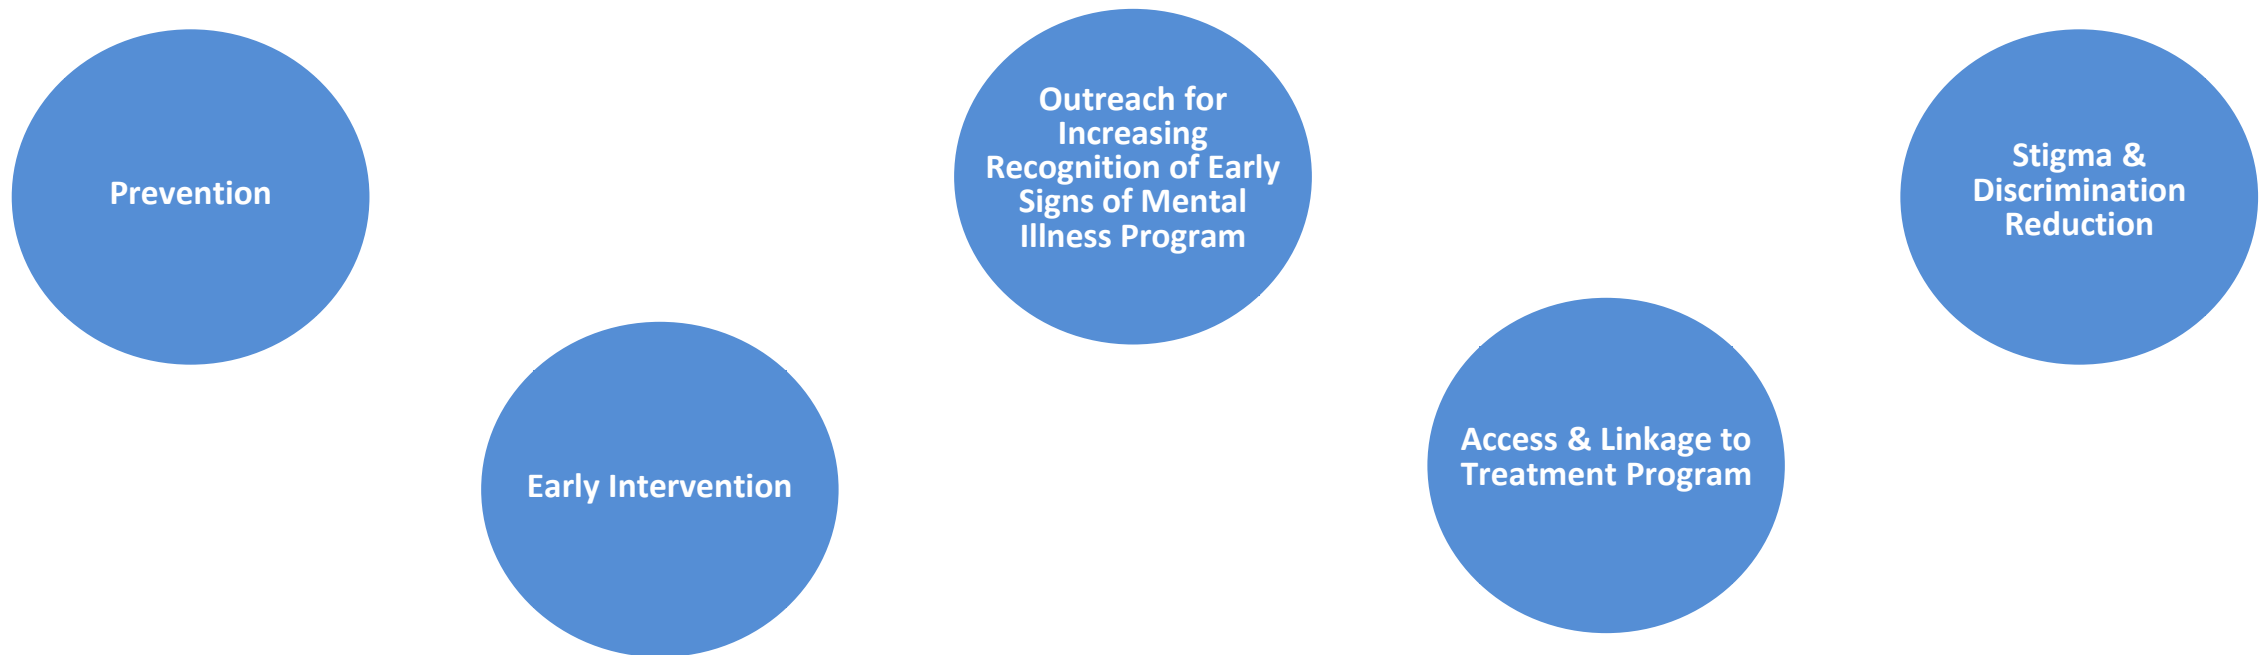 Prevention
Early Intervention
Outreach for
Increasing
Recognition of Early
Signs of Mental
Illness Program
Access & Linkage to
Treatment Program
Stigma &
Discrimination
Reduction